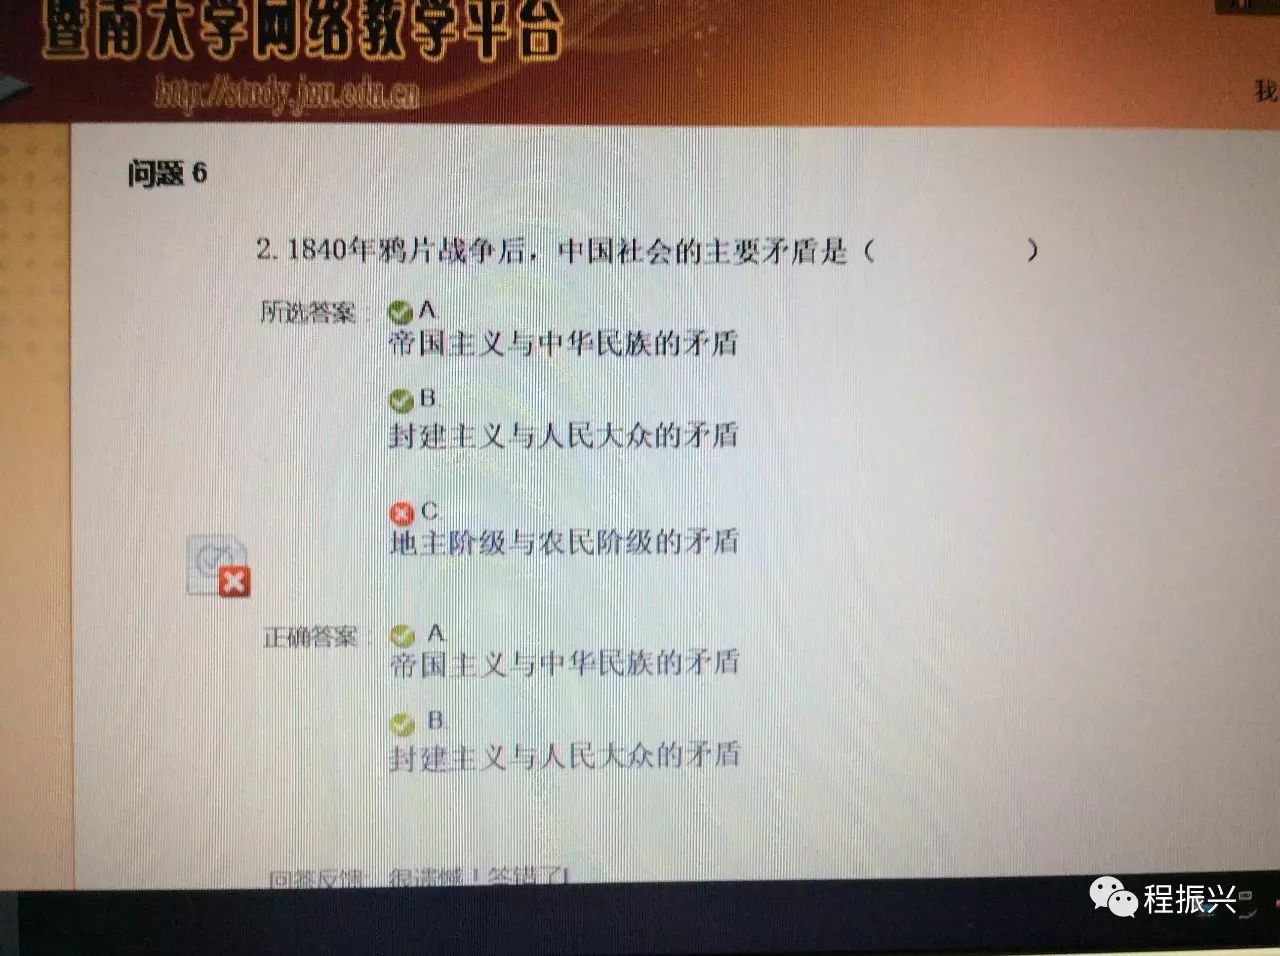 暨南大学网络教学平台
http://study.jnu.edu.cn
我
问题 6
2. 1840年鸦片战争后，中国社会的主要矛盾是（ ）
所选答案： A.
帝国主义与中华民族的矛盾
B.
封建主义与人民大众的矛盾
C.
地主阶级与农民阶级的矛盾
正确答案： A.
帝国主义与中华民族的矛盾
B.
封建主义与人民大众的矛盾
回答反馈： 很遗憾！答错了！
程振兴